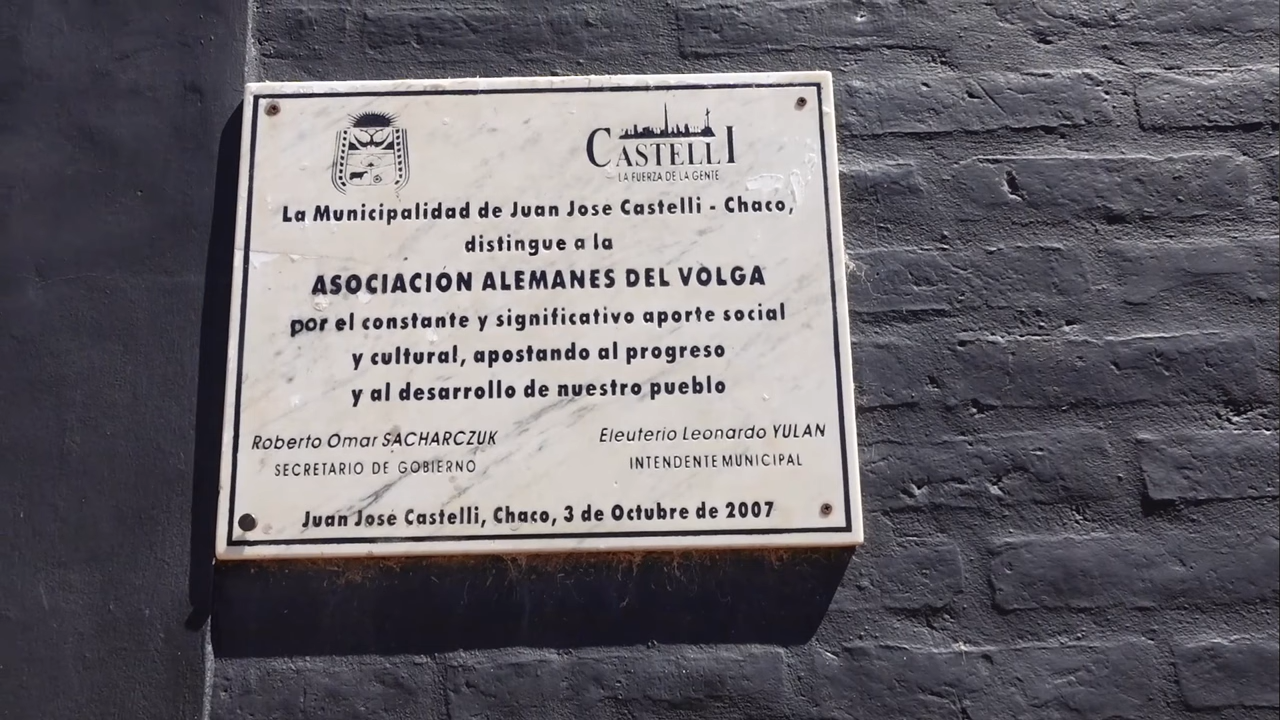 CASTELLI
LA FUERZA DE LA GENTE
La Municipalidad de Juan Jose Castelli - Chaco,
distingue a la
ASOCIACIÓN ALEMANES DEL VOLGA
por el constante y significativo aporte social
y cultural, apostando al progreso
y al desarrollo de nuestro pueblo
Roberto Omar SACHARCZUK
SECRETARIO DE GOBIERNO
Eleuterio Leonardo YULAN
INTENDENTE MUNICIPAL
Juan José Castelli, Chaco, 3 de Octubre de 2007